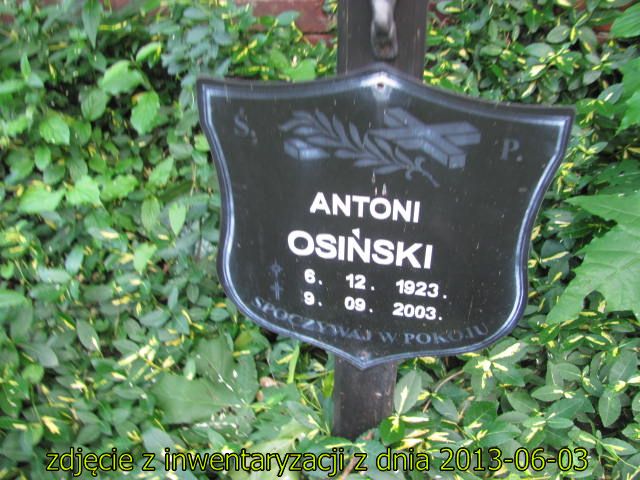 Ś. P.
ANTONI
OSIŃSKI
6. 12. 1923.
9. 09. 2003.
SPOCZYWAJ W POKOJU
zdjęcie z inwentaryzacji z dnia 2013-06-03